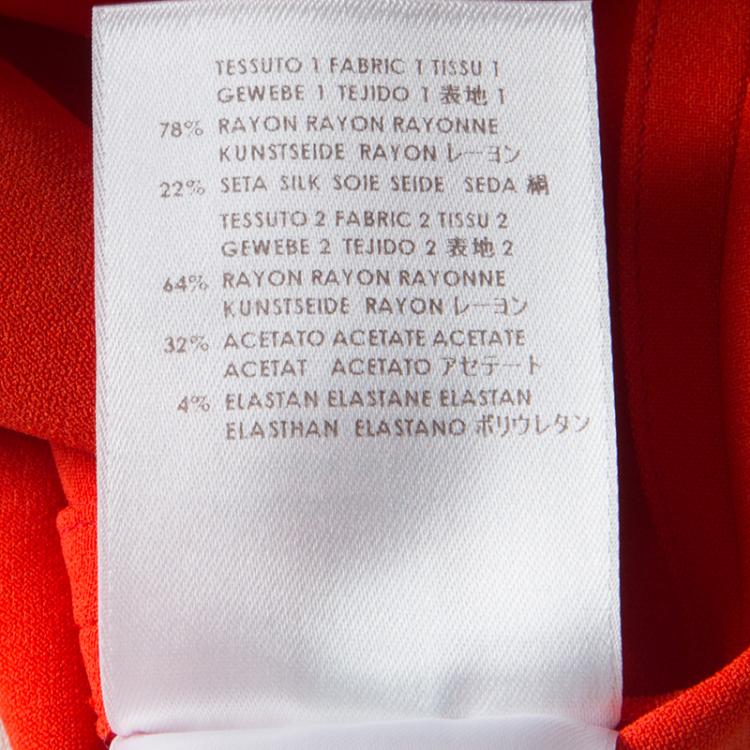 TESSUTO 1 FABRIC 1 TISSU 1
GEWEBE 1 TEJIDO 1 表地 1
78% RAYON RAYON RAYONNE
KUNSTSEIDE RAYON レーヨン
22% SETA SILK SOIE SEIDE SEDA 絹
TESSUTO 2 FABRIC 2 TISSU 2
GEWEBE 2 TEJIDO 2 表地 2
64% RAYON RAYON RAYONNE
KUNSTSEIDE RAYON レーヨン
32% ACETATO ACETATE ACETATE
ACETAT ACETATO アセテート
4% ELASTAN ELASTANE ELASTAN
ELASTHAN ELASTANO ポリウレタン